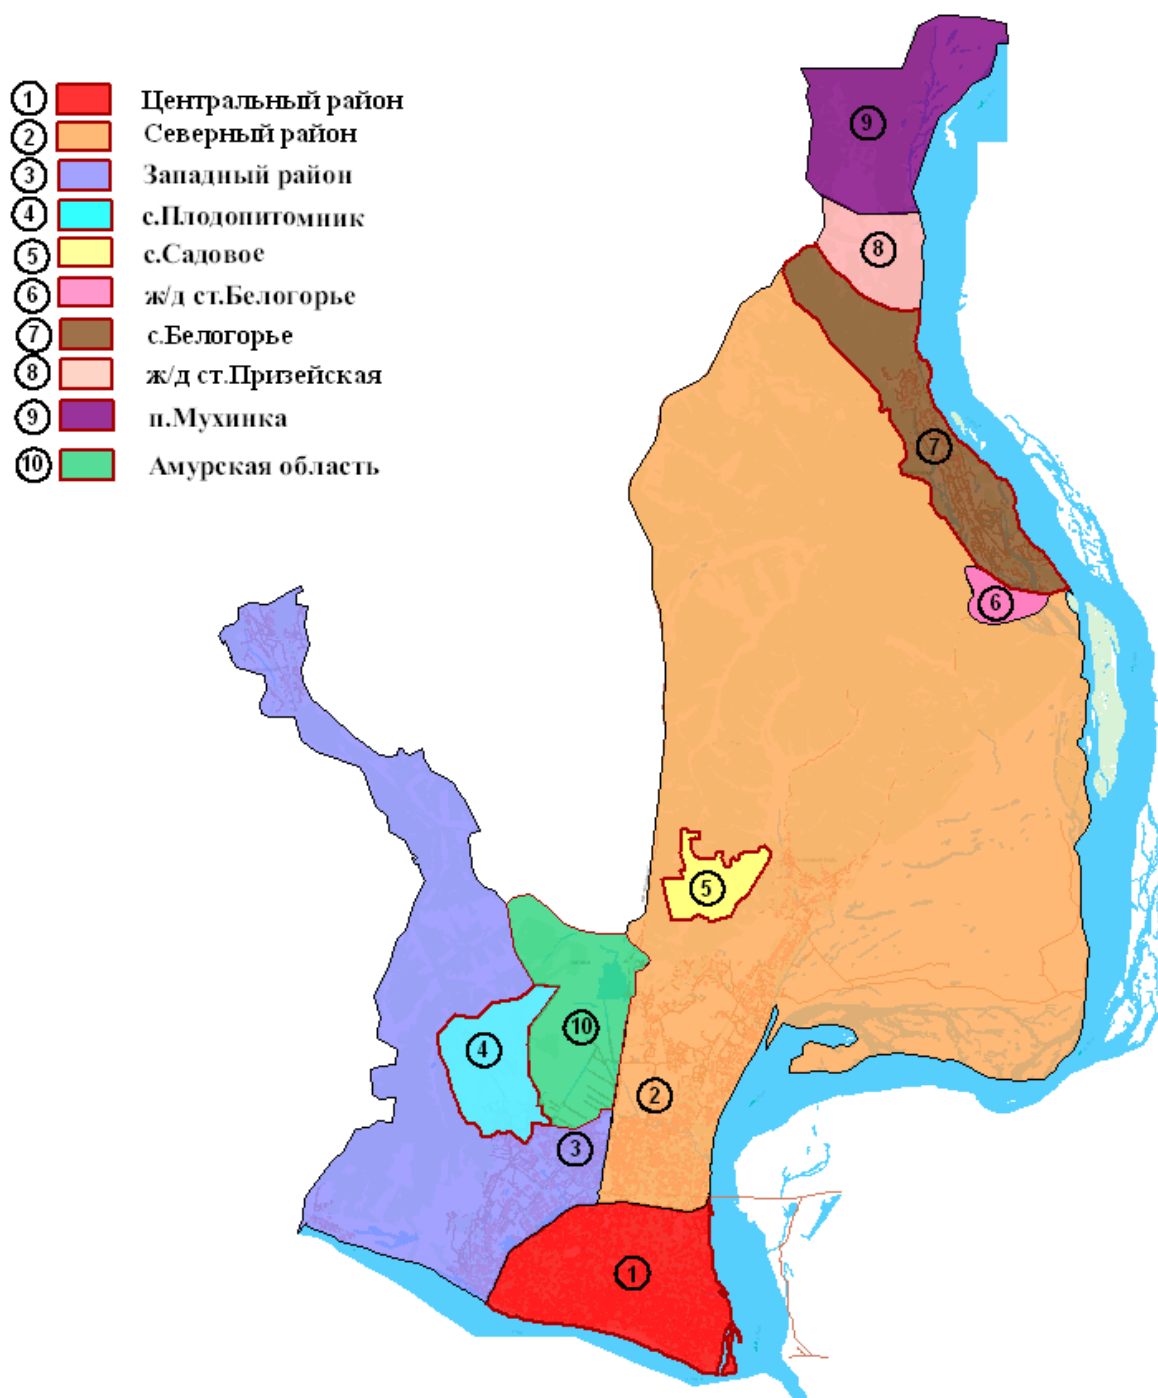 1 Центральный район
2 Северный район
3 Западный район
4 с.Плодопитомник
5 с.Садовое
6 ж/д ст.Белогорье
7 с.Белогорье
8 ж/д ст.Призейская
9 п.Мухинка
10 Амурская область
9
8
7
6
5
10
4
2
3
1